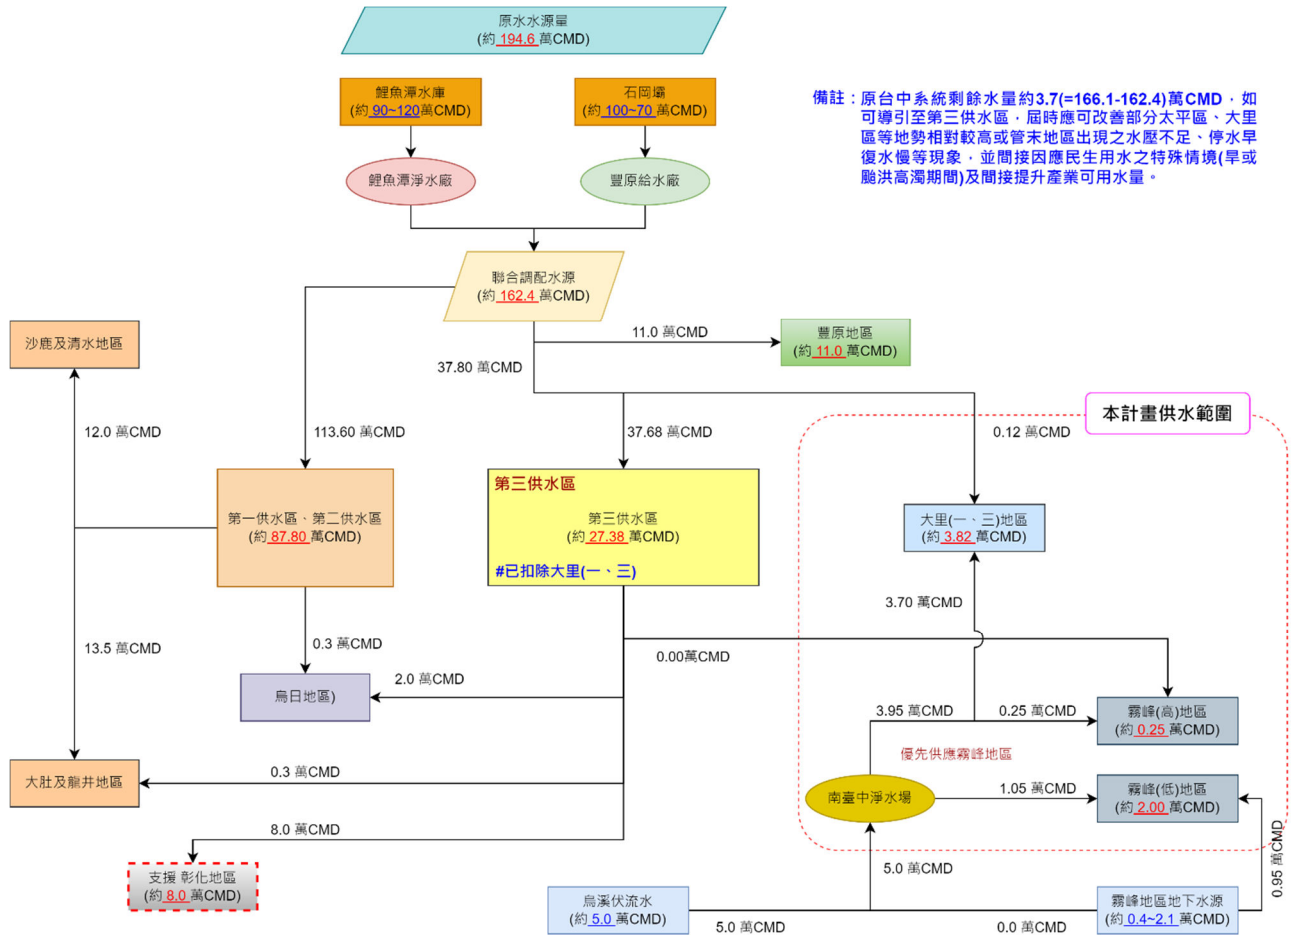 原水水源量
(約 194.6 萬CMD)
鯉魚潭水庫
(約 90~120萬CMD)
石岡壩
(約 100~70 萬CMD)
備註：原台中系統剩餘水量約3.7(=166.1-162.4)萬CMD，如
可導引至第三供水區，屆時應可改善部分太平區、大里
區等地勢相對較高或管末地區出現之水壓不足、停水早
復水慢等現象，並間接因應民生用水之特殊情境(旱或
颱洪高濁期間)及間接提升產業可用水量。
鯉魚潭淨水廠
豐原給水廠
聯合調配水源
(約 162.4 萬CMD)
11.0 萬CMD
豐原地區
(約 11.0 萬CMD)
沙鹿及清水地區
37.80 萬CMD
本計畫供水範圍
12.0 萬CMD
113.60 萬CMD
37.68 萬CMD
0.12 萬CMD
第一供水區、第二供水區
(約 87.80 萬CMD)
第三供水區
第三供水區
(約 27.38 萬CMD)
#已扣除大里(一、三)
大里(一、三)地區
(約 3.82 萬CMD)
3.70 萬CMD
13.5 萬CMD
0.3 萬CMD
0.00萬CMD
烏日地區)
2.0 萬CMD
3.95 萬CMD
0.25 萬CMD
霧峰(高)地區
(約 0.25 萬CMD)
優先供應霧峰地區
大肚及龍井地區
0.3 萬CMD
南臺中淨水場
1.05 萬CMD
霧峰(低)地區
(約 2.00 萬CMD)
8.0 萬CMD
0.95 萬CMD
支援 彰化地區
(約 8.0 萬CMD)
5.0 萬CMD
烏溪伏流水
(約 5.0 萬CMD)
5.0 萬CMD
0.0 萬CMD
霧峰地區地下水源
(約 0.4~2.1 萬CMD)